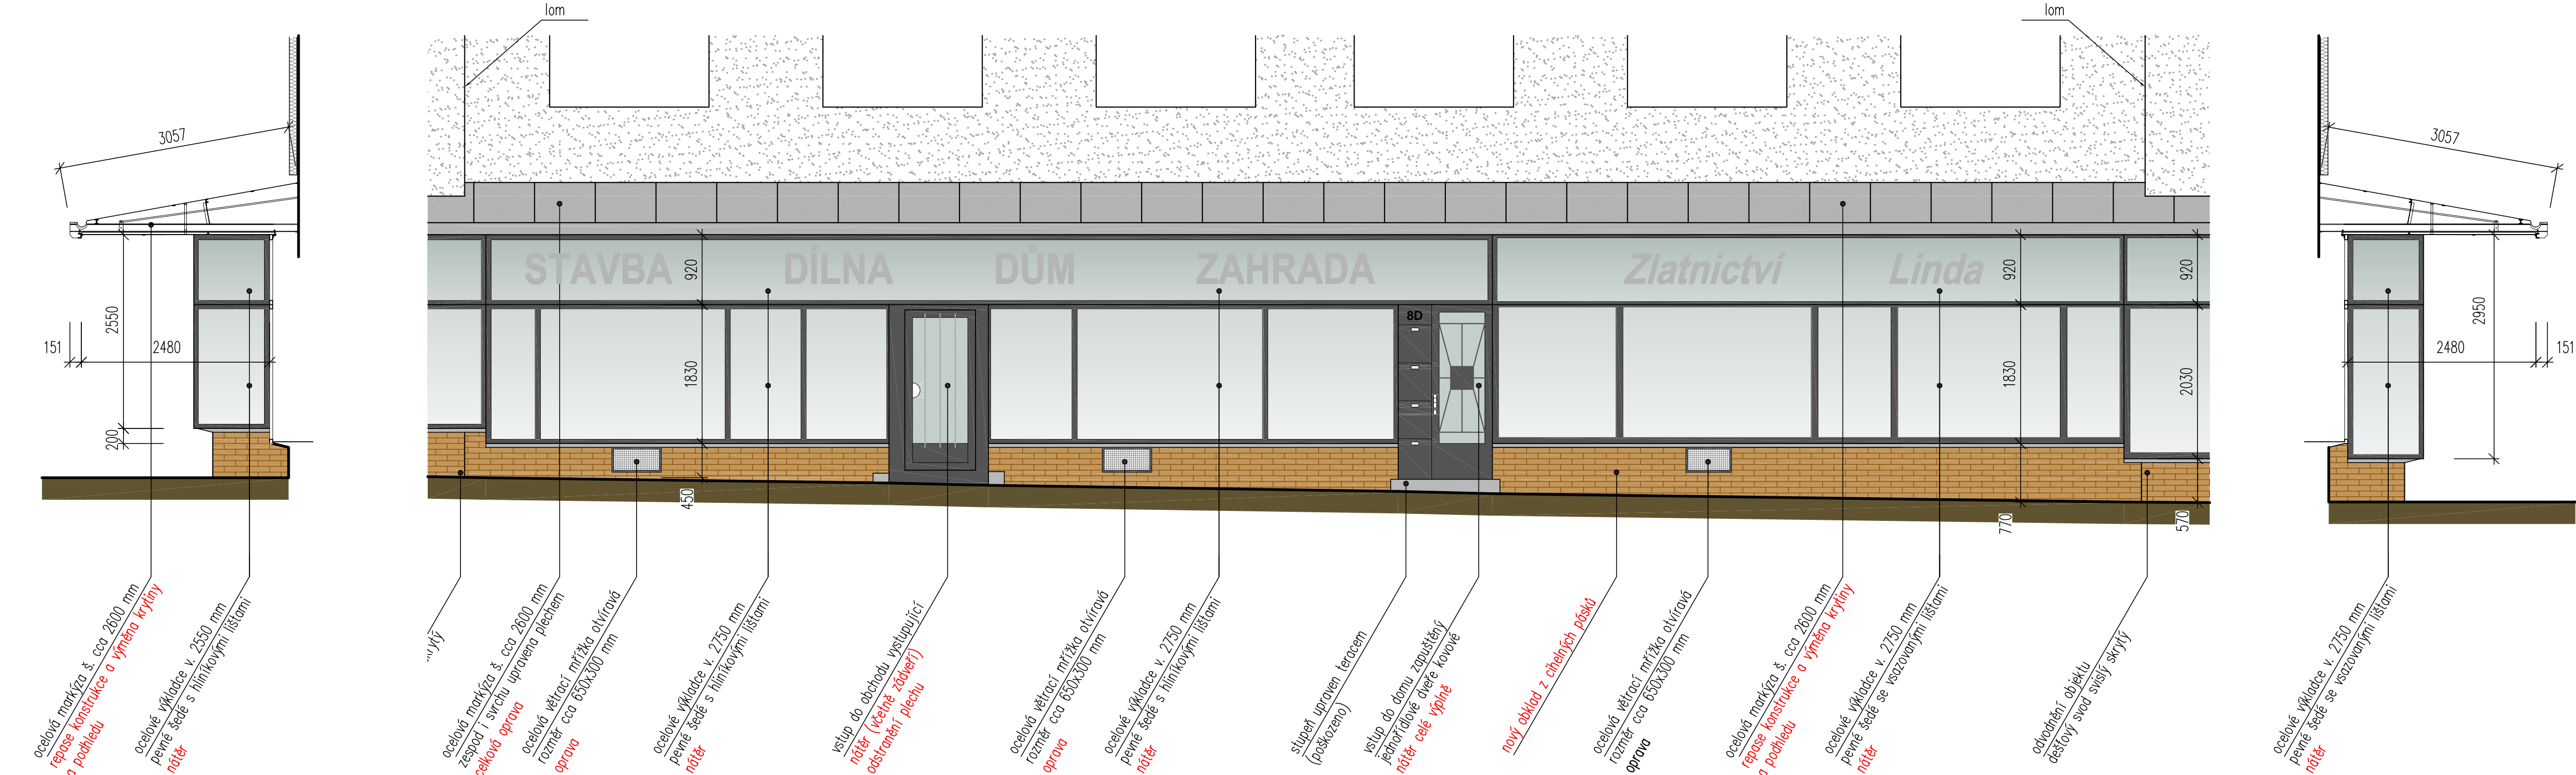 lom
lom
3057
3057
STAVBA DÍLNA DŮM ZAHRADA
Zlatnictví Linda
920
920
920
8D
2550
151
2480
200
1830
1830
2030
2950
2480
151
450
770
570
ocelová markýza š. cca 2600 mm
repase konstrukce a výměna krytiny
a podhledu
ocelové výkladce v. 2550 mm
pevné šedé s hliníkovými lištami
nátěr
ocelová markýza š. cca 2600 mm
zespod i svrchu upravena plechem
celková oprava
ocelová větrací mřížka otvíravá
rozměr cca 650x300 mm
oprava
ocelové výkladce v. 2750 mm
pevné šedé s hliníkovými lištami
nátěr
vstup do obchodu vystupující
nátěr (včetně zádveří)
odstranění plechu
ocelová větrací mřížka otvíravá
rozměr cca 650x300 mm
oprava
ocelové výkladce v. 2750 mm
pevné šedé s hliníkovými lištami
nátěr
stupeň upraven teracem
(poškozeno)
vstup do domu zapuštěný
jednořídlové dveře kovové
nátěr celé výplně
nový obklad z cihelných pásků
ocelová větrací mřížka otvíravá
rozměr cca 650x300 mm
oprava
ocelová markýza š. cca 2600 mm
repase konstrukce a výměna krytiny
a podhledu
ocelové výkladce v. 2750 mm
pevné šedé se vsazovanými lištami
nátěr
odvodnění objektu
dešťový svod svislý skrytý
ocelové výkladce v. 2750 mm
pevné šedé se vsazovanými lištami
nátěr